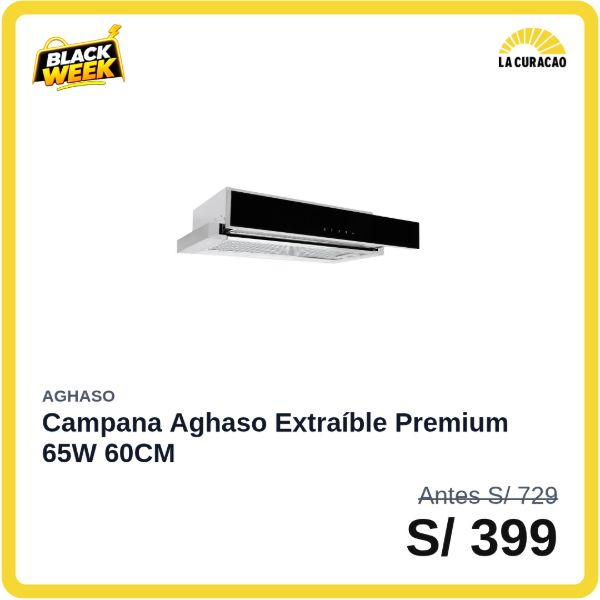 BLACK
WEEK
LA CURACAO
AGHASO
Campana Aghaso Extraíble Premium
65W 60CM
Antes S/ 729
S/ 399